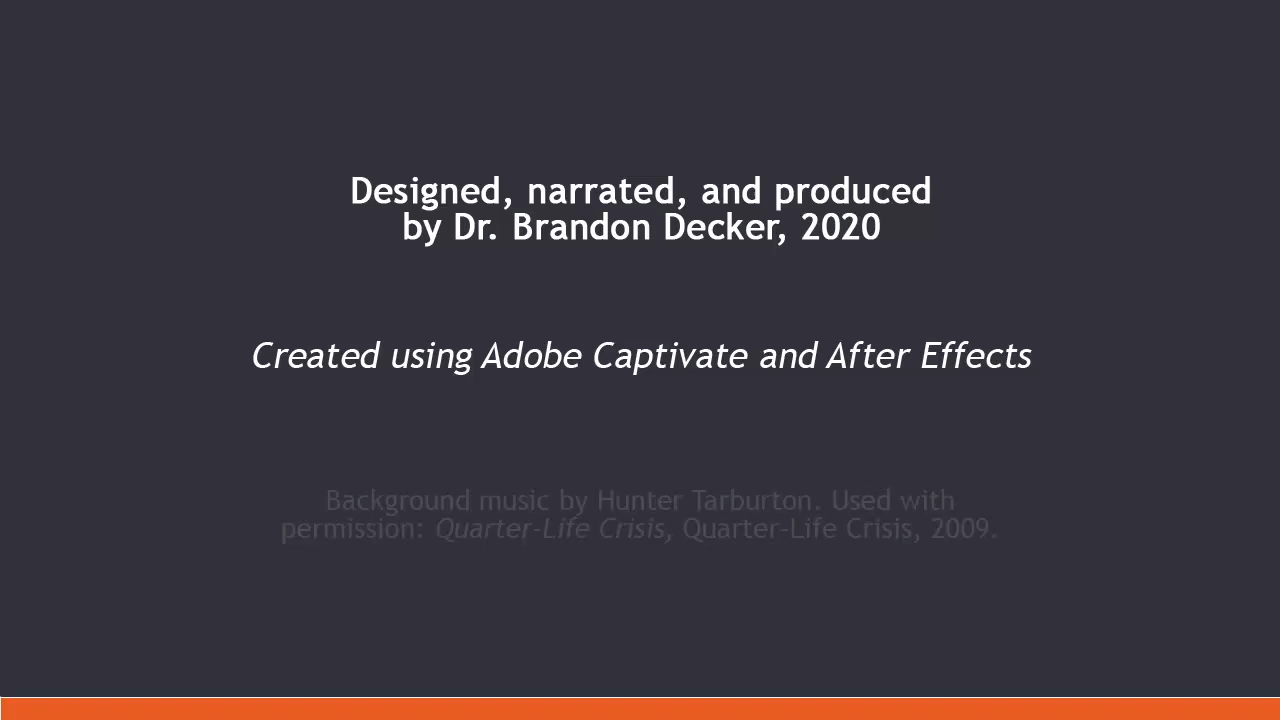 Designed, narrated, and produced
by Dr. Brandon Decker, 2020
Created using Adobe Captivate and After Effects
Background music by Hunter Tarburton. Used with
permission: Quarter-Life Crisis, Quarter-Life Crisis, 2009.